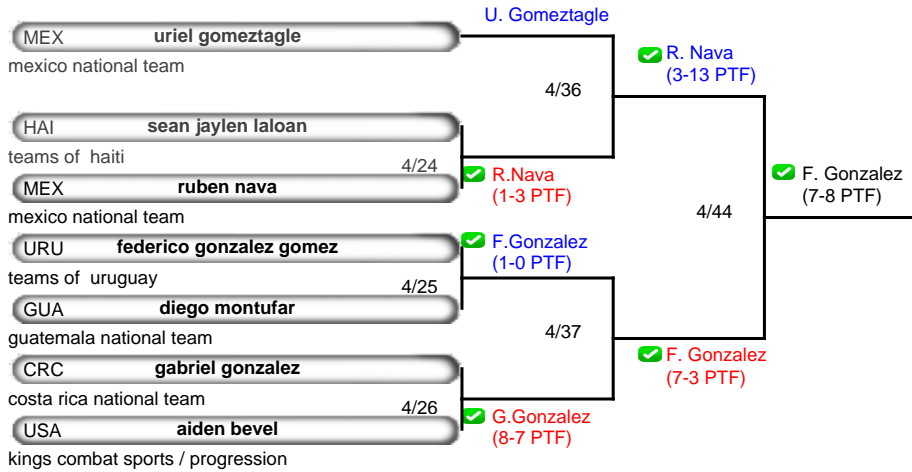 U. Gomeztagle
MEX uriel gomeztagle
mexico national team
R. Nava
(3-13 PTF)
4/36
HAI sean jaylen laloan
teams of  haiti
4/24
R.Nava
(1-3 PTF)
MEX ruben nava
mexico national team
F. Gonzalez
(7-8 PTF)
4/44
URU federico gonzalez gomez
teams of  uruguay
F.Gonzalez
(1-0 PTF)
4/25
GUA diego montufar
guatemala national team
4/37
F. Gonzalez
(7-3 PTF)
CRC gabriel gonzalez
costa rica national team
4/26
G.Gonzalez
(8-7 PTF)
USA aiden bevel
kings combat sports / progression